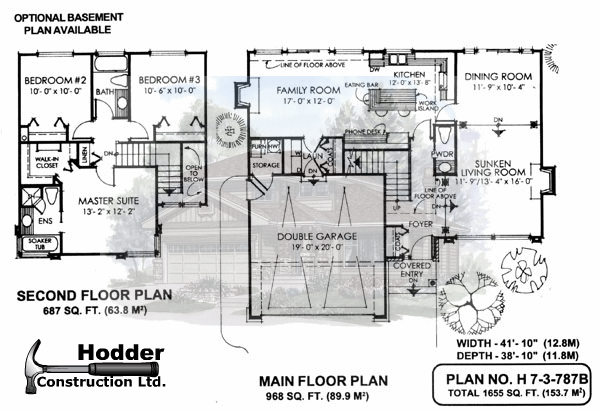 OPTIONAL BASEMENT
PLAN AVAILABLE
BEDROOM #2
10'- 0" x 10'- 0"
BATH
BEDROOM #3
10'- 6" x 10'- 0"
WALK-IN
CLOSET
LINEN
DN
OPEN
TO
BELOW
MASTER SUITE
13'- 2" x 12'- 2"
ENS
SOAKER
TUB
SECOND FLOOR PLAN
687 SQ. FT. (63.8 M²)
LINE OF FLOOR ABOVE
DW
KITCHEN
12'- 0" x 13'- 8"
FAMILY ROOM
17'- 0" x 12'- 0"
EATING BAR
WORK
ISLAND
DINING ROOM
11'- 9" x 10'- 4"
PHONE DESK
FURN
HW
STORAGE
LAUN
COATS
DN
PWDR
DN
SUNKEN
LIVING ROOM
11'- 9"/13'- 4" x 16'- 0"
UP
LINE OF
FLOOR ABOVE
DN
FOYER
DOUBLE GARAGE
19'- 0" x 20'- 0"
COATS
COVERED
ENTRY
DN
WIDTH - 41'- 10" (12.8M)
DEPTH - 38'- 10" (11.8M)
Hodder
Construction Ltd.
MAIN FLOOR PLAN
968 SQ. FT. (89.9 M²)
PLAN NO. H 7-3-787B
TOTAL 1655 SQ. FT. (153.7 M²)